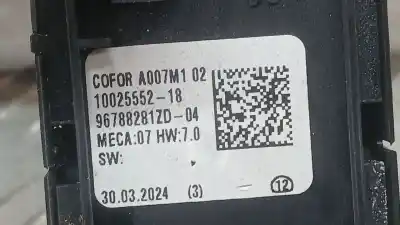 COFOR A007M1 02
10025552-18
96788281ZD-04
MECA:07 HW:7.0
SW:
30.03.2024 (3) 12